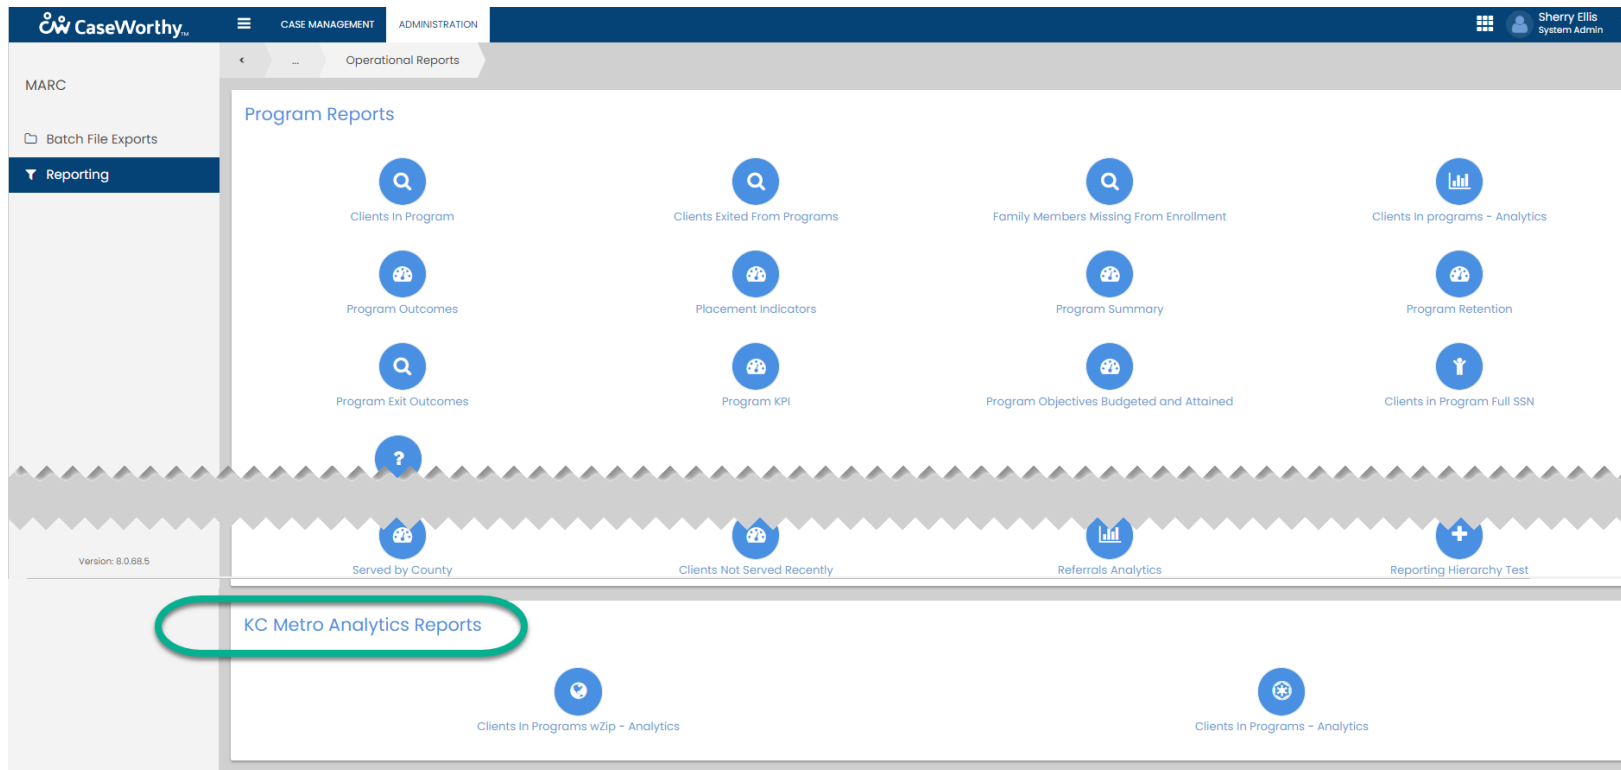 CaseWorthy™
CASE MANAGEMENT
ADMINISTRATION
Sherry Ellis
System Admin
MARC
Batch File Exports
Reporting
Version: 8.0.68.5
...
Operational Reports
Program Reports
Clients In Program
Clients Exited From Programs
Family Members Missing From Enrollment
Clients In programs - Analytics
Program Outcomes
Placement Indicators
Program Summary
Program Retention
Program Exit Outcomes
Program KPI
Program Objectives Budgeted and Attained
Clients in Program Full SSN
Served by County
Clients Not Served Recently
Referrals Analytics
Reporting Hierarchy Test
KC Metro Analytics Reports
Clients In Programs wZip - Analytics
Clients In Programs - Analytics